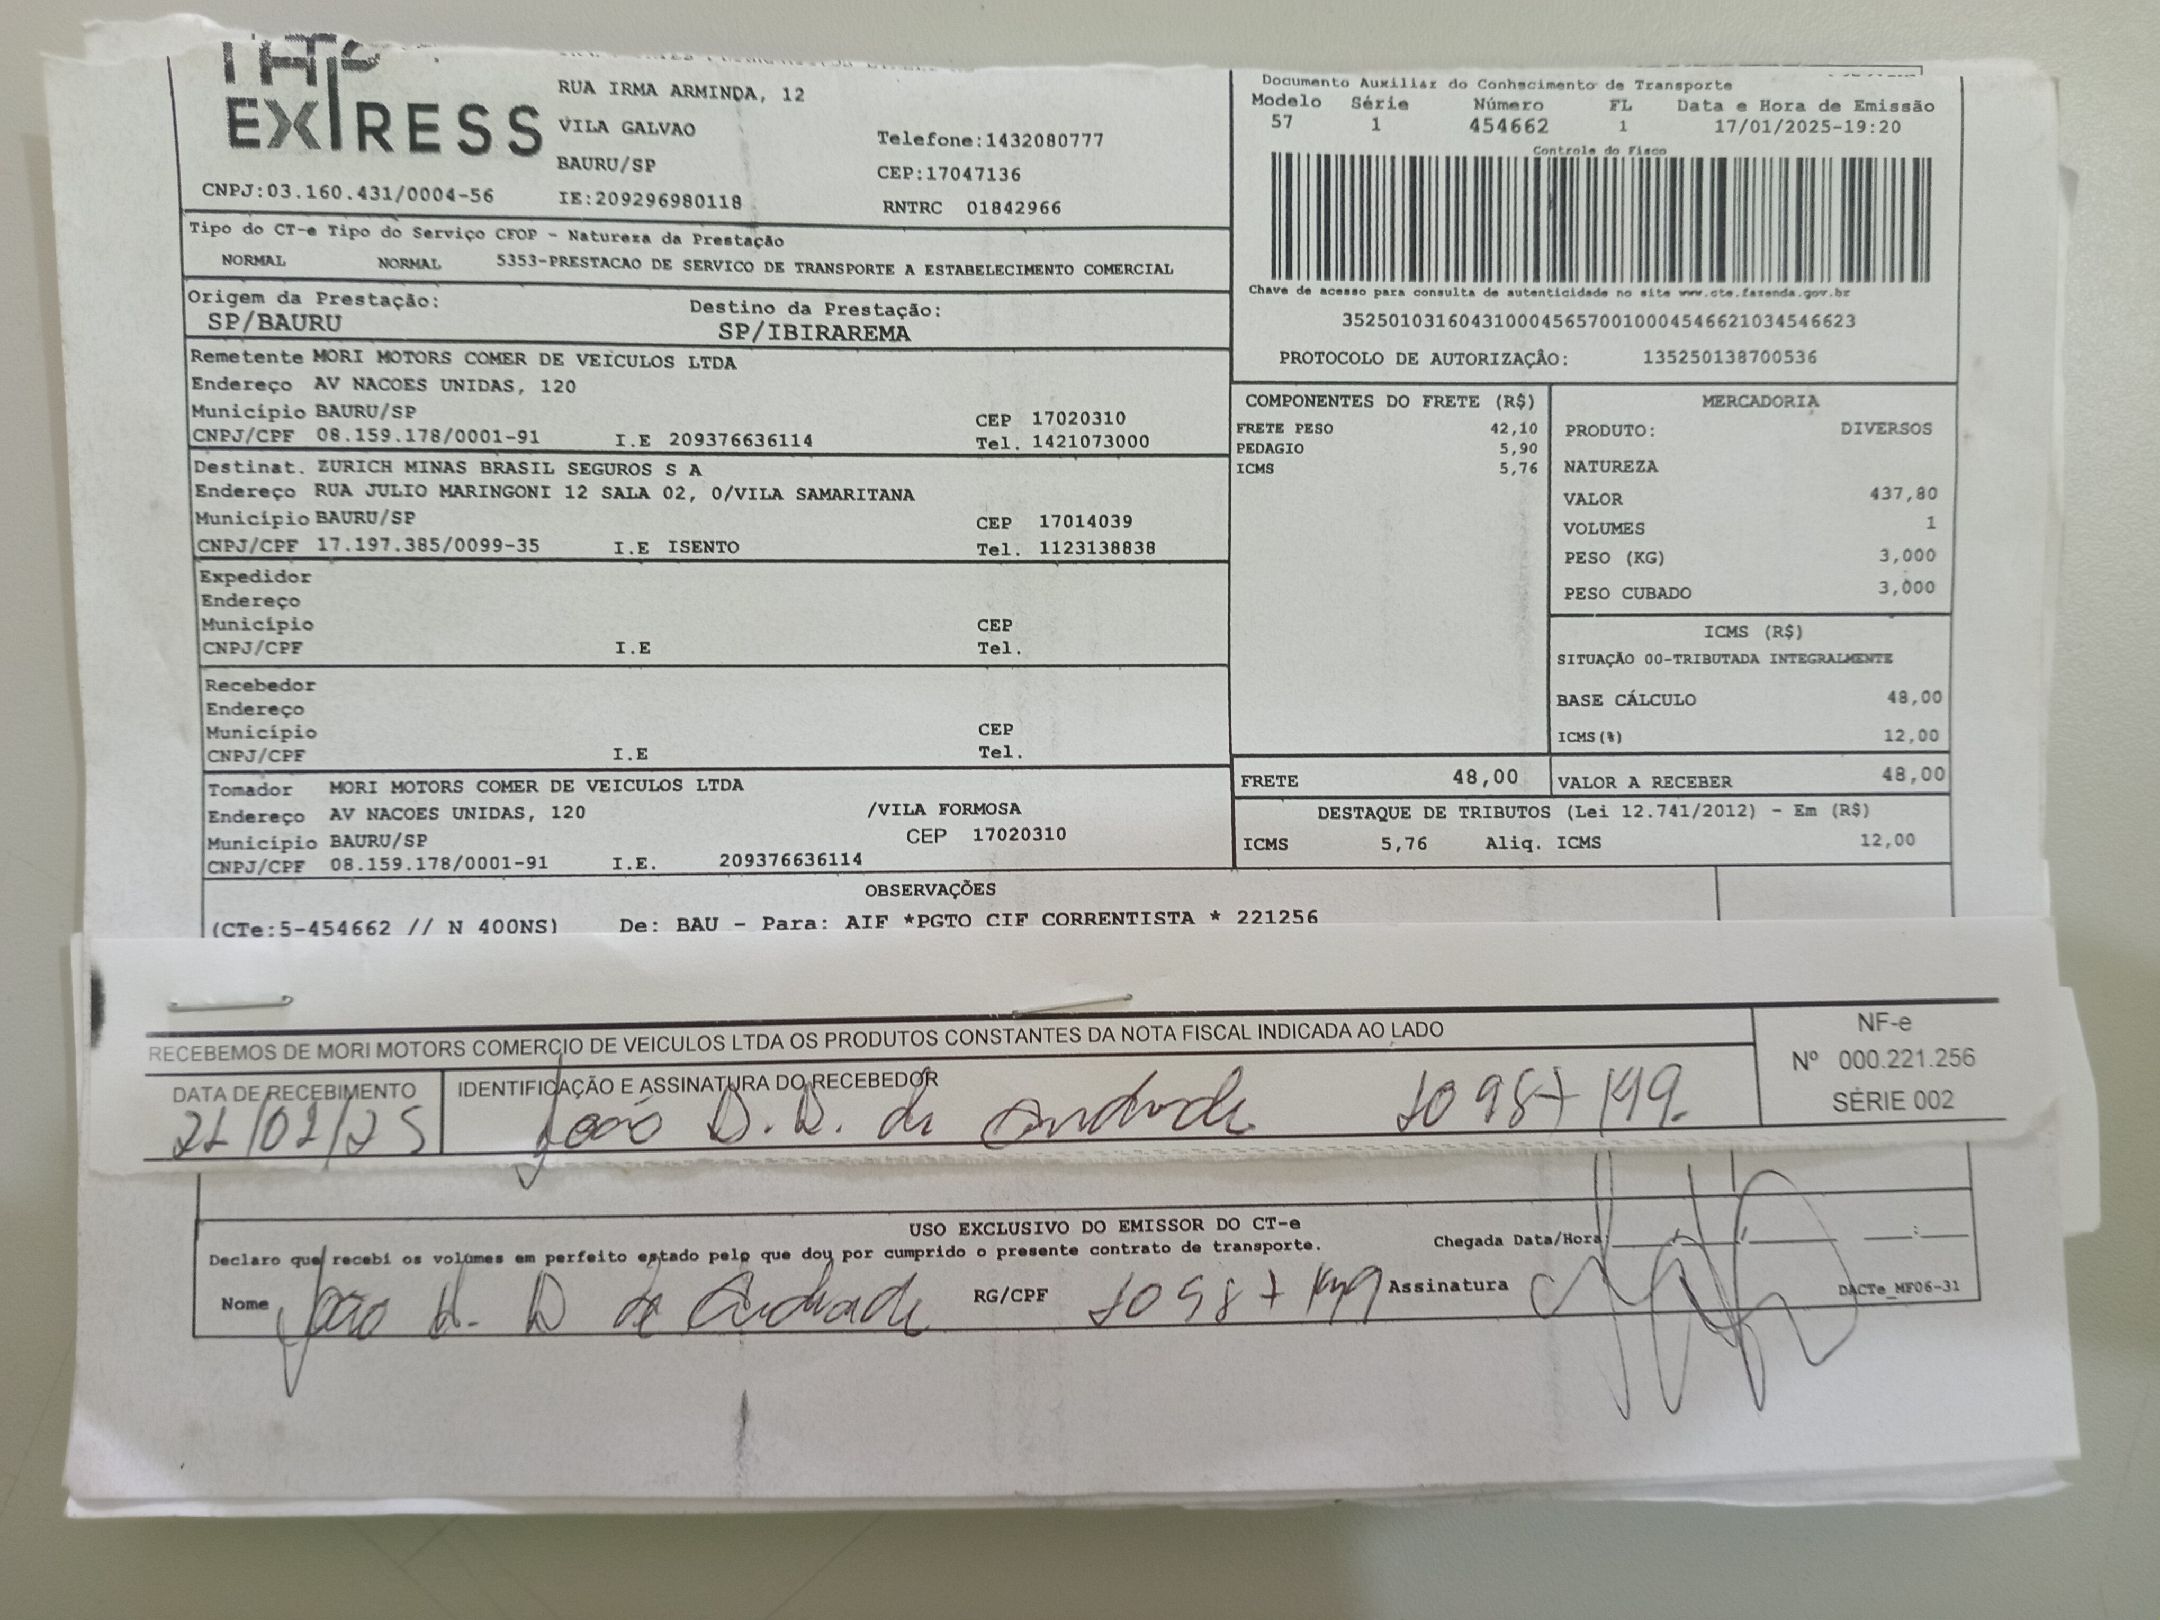 EXPRESS
RUA IRMA ARMINDA, 12
VILA GALVAO
Telefone:1432080777
BAURU/SP
CEP:17047136
CNPJ:03.160.431/0004-56
IE:209296980118
RNTRC 01842966
Documento Auxiliar do Conhecimento de Transporte
Modelo Série Número FL Data e Hora de Emissão
57 1 454662 1 17/01/2025-19:20
Controle do Fisco
Chave de acesso para consulta de autenticidade no site www.cte.fazenda.gov.br
35250103160431000456570010004546621034546623
PROTOCOLO DE AUTORIZAÇÂO: 135250138700536
Tipo do CT-e Tipo do Serviço CFOP - Natureza da Prestação
NORMAL NORMAL 5353-PRESTACAO DE SERVICO DE TRANSPORTE A ESTABELECIMENTO COMERCIAL
Origem da Prestação: Destino da Prestação:
SP/BAURU SP/IBIRAREMA
Remetente MORI MOTORS COMER DE VEICULOS LTDA
Endereço AV NACOES UNIDAS, 120
Município BAURU/SP CEP 17020310
CNPJ/CPF 08.159.178/0001-91 I.E 209376636114 Tel. 1421073000
Destinat. ZURICH MINAS BRASIL SEGUROS S A
Endereço RUA JULIO MARINGONI 12 SALA 02, 0/VILA SAMARITANA
Município BAURU/SP CEP 17014039
CNPJ/CPF 17.197.385/0099-35 I.E ISENTO Tel. 1123138838
Expedidor
Endereço
Município CEP
CNPJ/CPF I.E Tel.
Recebedor
Endereço
Município CEP
CNPJ/CPF I.E Tel.
Tomador MORI MOTORS COMER DE VEICULOS LTDA
Endereço AV NACOES UNIDAS, 120 /VILA FORMOSA
Município BAURU/SP CEP 17020310
CNPJ/CPF 08.159.178/0001-91 I.E. 209376636114
COMPONENTES DO FRETE (R$)
FRETE PESO 42,10
PEDAGIO 5,90
ICMS 5,76
MERCADORIA
PRODUTO: DIVERSOS
NATUREZA
VALOR 437,80
VOLUMES 1
PESO (KG) 3,000
PESO CUBADO 3,000
ICMS (R$)
SITUAÇÃO 00-TRIBUTADA INTEGRALMENTE
BASE CÁLCULO 48,00
ICMS(%) 12,00
FRETE 48,00 VALOR A RECEBER 48,00
DESTAQUE DE TRIBUTOS (Lei 12.741/2012) - Em (R$)
ICMS 5,76 Aliq. ICMS 12,00
OBSERVAÇÕES
(CTe:5-454662 // N 400NS) De: BAU - Para: AIF *PGTO CIF CORRENTISTA * 221256
RECEBEMOS DE MORI MOTORS COMERCIO DE VEICULOS LTDA OS PRODUTOS CONSTANTES DA NOTA FISCAL INDICADA AO LADO
NF-e
Nº 000.221.256
SÉRIE 002
DATA DE RECEBIMENTO IDENTIFICAÇÃO E ASSINATURA DO RECEBEDOR
João de Andrade
USO EXCLUSIVO DO EMISSOR DO CT-e
Declaro que recebi os volumes em perfeito estado pelo que dou por cumprido o presente contrato de transporte. Chegada Data/Hora:
Nome João de Andrade RG/CPF Assinatura DACTe_MF06-31